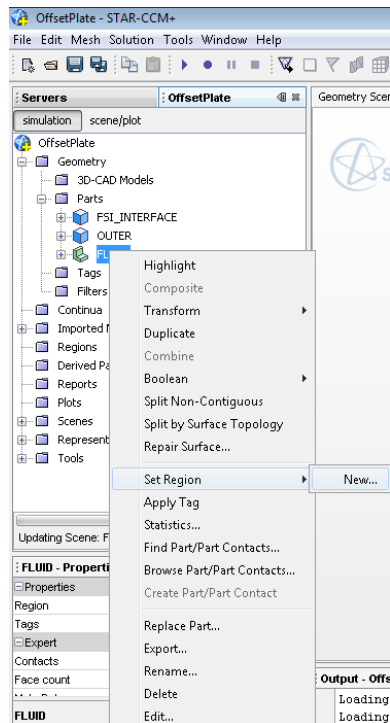 OffsetPlate - STAR-CCM+
File Edit Mesh Solution Tools Window Help
Servers
OffsetPlate
Geometry Scen
simulation scene/plot
OffsetPlate
Geometry
3D-CAD Models
Parts
FSI_INTERFACE
OUTER
FL
Tags
Filters
Continua
Imported
Regions
Derived Pa
Reports
Plots
Scenes
Represent
Tools
Highlight
Composite
Transform
Duplicate
Combine
Boolean
Split Non-Contiguous
Split by Surface Topology
Repair Surface...
Set Region
New...
Apply Tag
Statistics...
Find Part/Part Contacts...
Browse Part/Part Contacts...
Create Part/Part Contact
Replace Part...
Export...
Rename...
Delete
Edit...
Updating Scene: F
FLUID - Properti
Properties
Region
Tags
Expert
Contacts
Face count
FLUID
Output - Offs
Loading
Loading